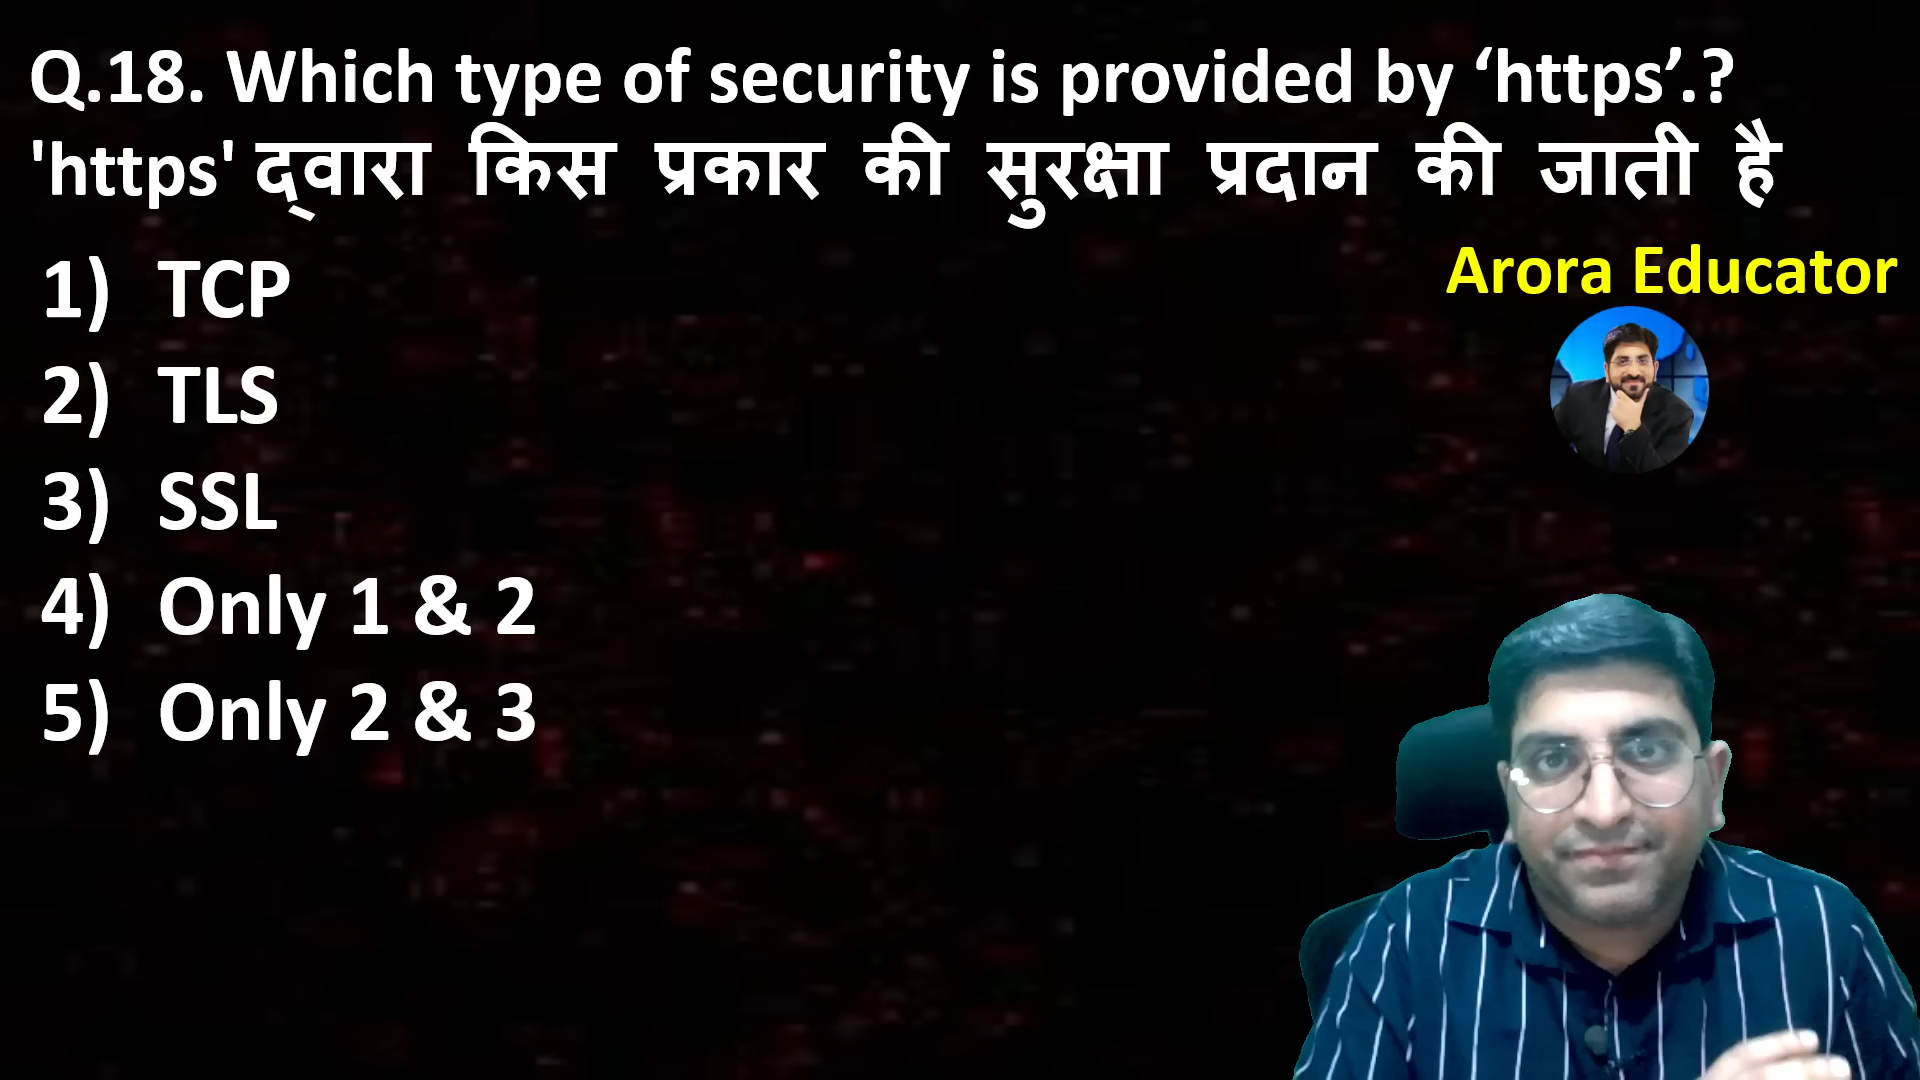 Q.18. Which type of security is provided by ‘https’.?
'https' द्वारा किस प्रकार की सुरक्षा प्रदान की जाती है
Arora Educator
1) TCP
2) TLS
3) SSL
4) Only 1 & 2
5) Only 2 & 3